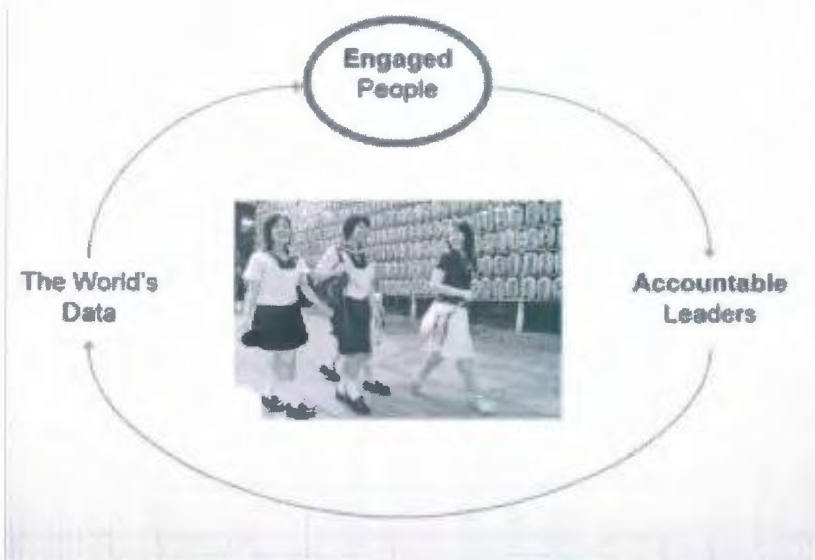 Engaged
People
The World's
Data
Accountable
Leaders